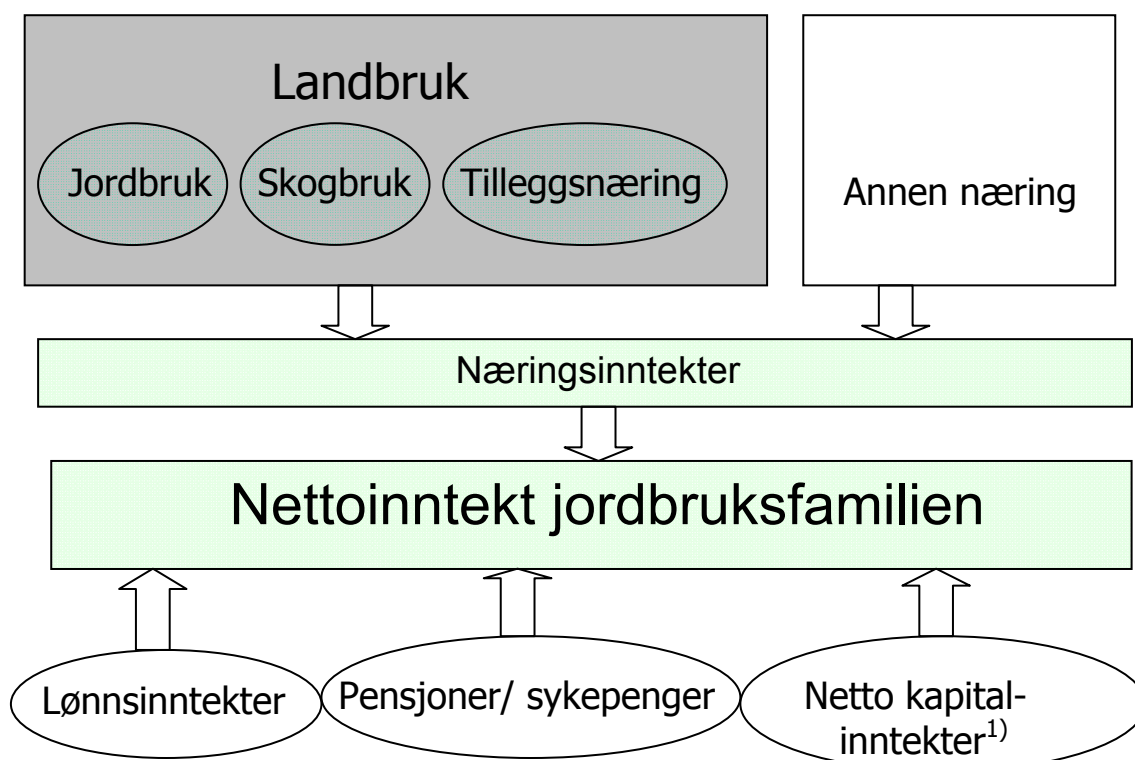 Landbruk
Jordbruk
Skogbruk
Tilleggsnæring
Annen næring
Næringsinntekter
Nettoinntekt jordbruksfamilien
Lønnsinntekter
Pensjoner/ sykepenger
Netto kapital-
inntekter¹⁾